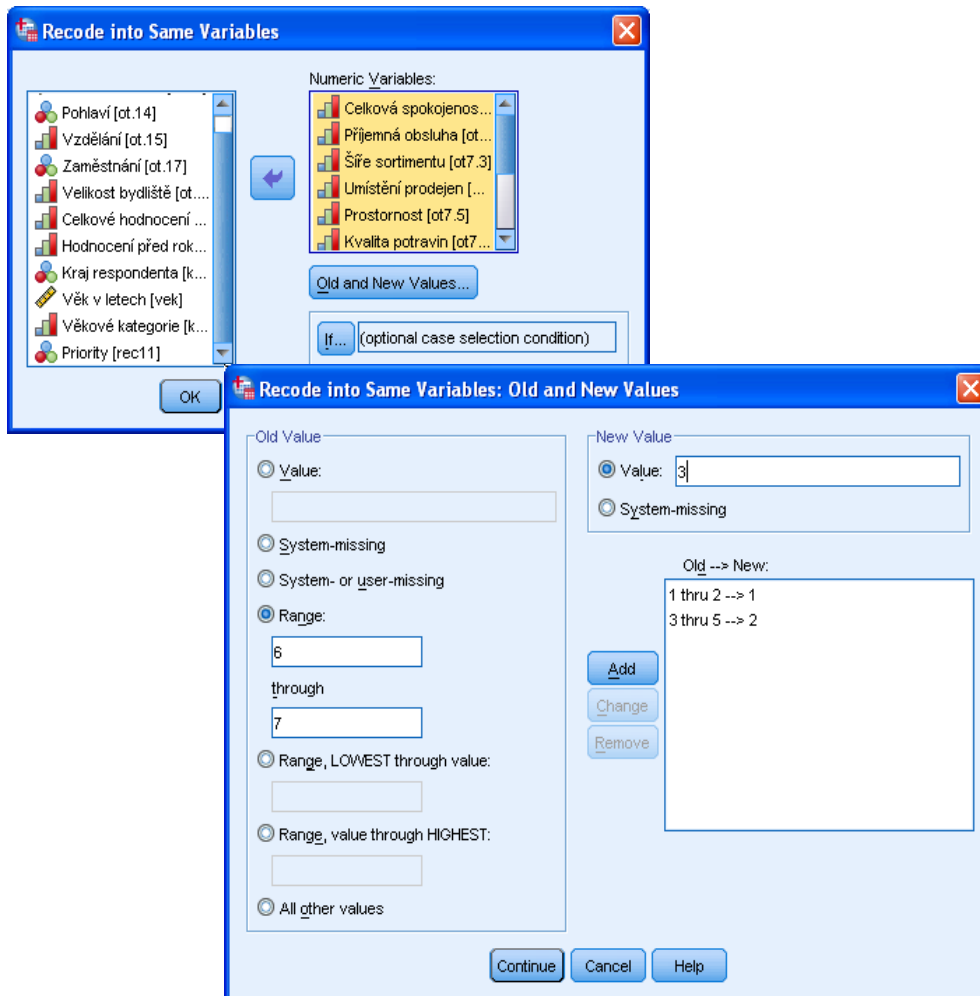 Recode into Same Variables
Numeric Variables:
Pohlaví [ot.14]
Vzdělání [ot.15]
Zaměstnání [ot.17]
Velikost bydliště [ot....
Celkové hodnocení ...
Hodnocení před rok...
Kraj respondenta [k...
Věk v letech [vek]
Věkové kategorie [k...
Priority [rec11]
Celková spokojenos...
Příjemná obsluha [ot...
Šíře sortimentu [ot7.3]
Umístění prodejen [...
Prostornost [ot7.5]
Kvalita potravin [ot7...
Old and New Values...
If... (optional case selection condition)
OK
Recode into Same Variables: Old and New Values
Old Value
Value:
System-missing
System- or user-missing
Range:
6
through
7
Range, LOWEST through value:
Range, value through HIGHEST:
All other values
New Value
Value: 3
System-missing
Old --> New:
1 thru 2 --> 1
3 thru 5 --> 2
Add
Change
Remove
Continue Cancel Help